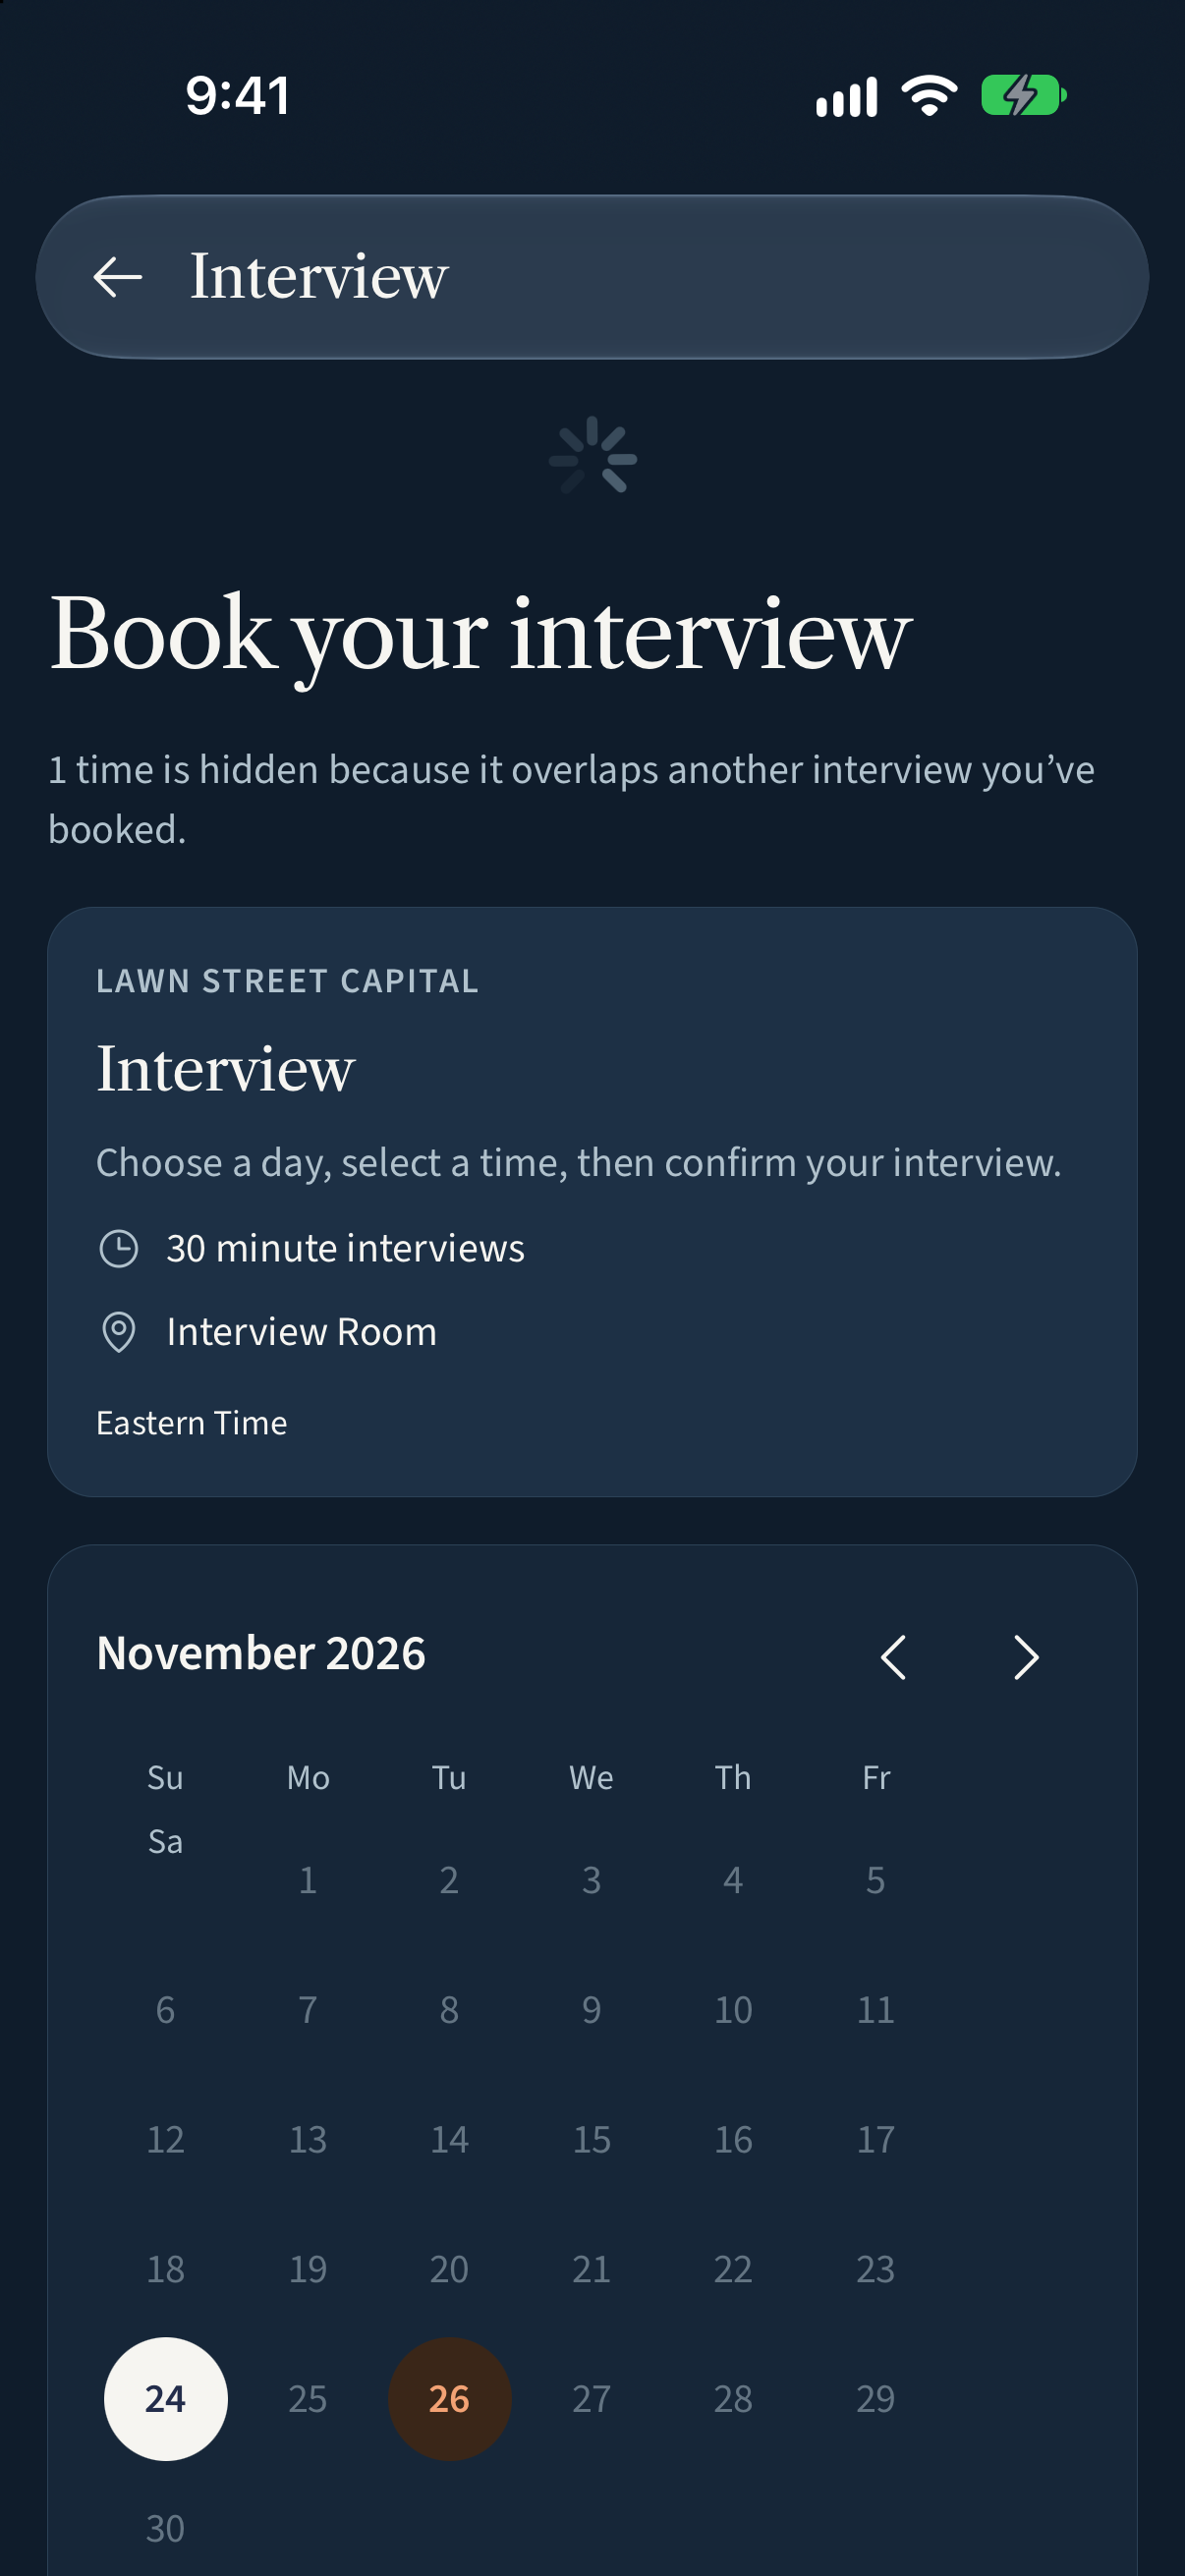 9:41
Interview
Book your interview
1 time is hidden because it overlaps another interview you’ve
booked.
LAWN STREET CAPITAL
Interview
Choose a day, select a time, then confirm your interview.
30 minute interviews
Interview Room
Eastern Time
November 2026
Su Mo Tu We Th Fr
Sa
1 2 3 4 5
6 7 8 9 10 11
12 13 14 15 16 17
18 19 20 21 22 23
24 25 26 27 28 29
30